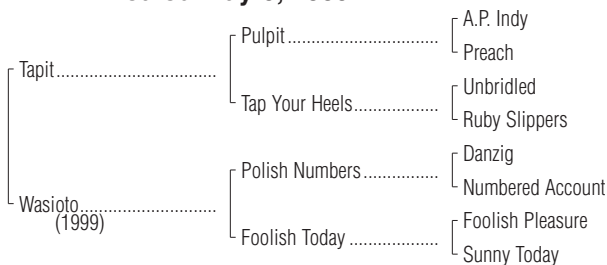 A.P. Indy
Pulpit
Preach
Tapit
Unbridled
Tap Your Heels
Ruby Slippers
Danzig
Polish Numbers
Numbered Account
Wasioto
(1999)
Foolish Pleasure
Foolish Today
Sunny Today